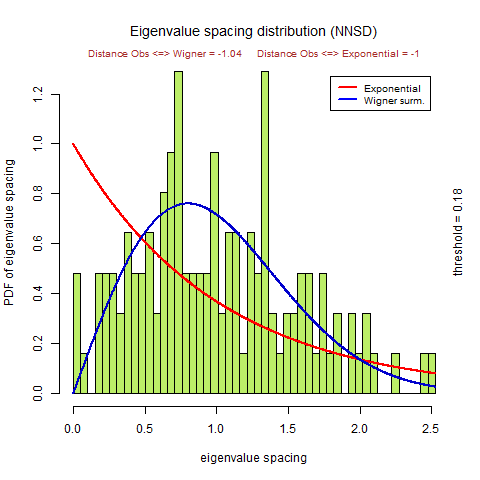 Eigenvalue spacing distribution (NNSD)
Distance Obs <=> Wigner = -1.04 Distance Obs <=> Exponential = -1
Exponential
Wigner surm.
PDF of eigenvalue spacing
1.2
1.0
0.8
0.6
0.4
0.2
0.0
threshold = 0.18
0.0 0.5 1.0 1.5 2.0 2.5
eigenvalue spacing